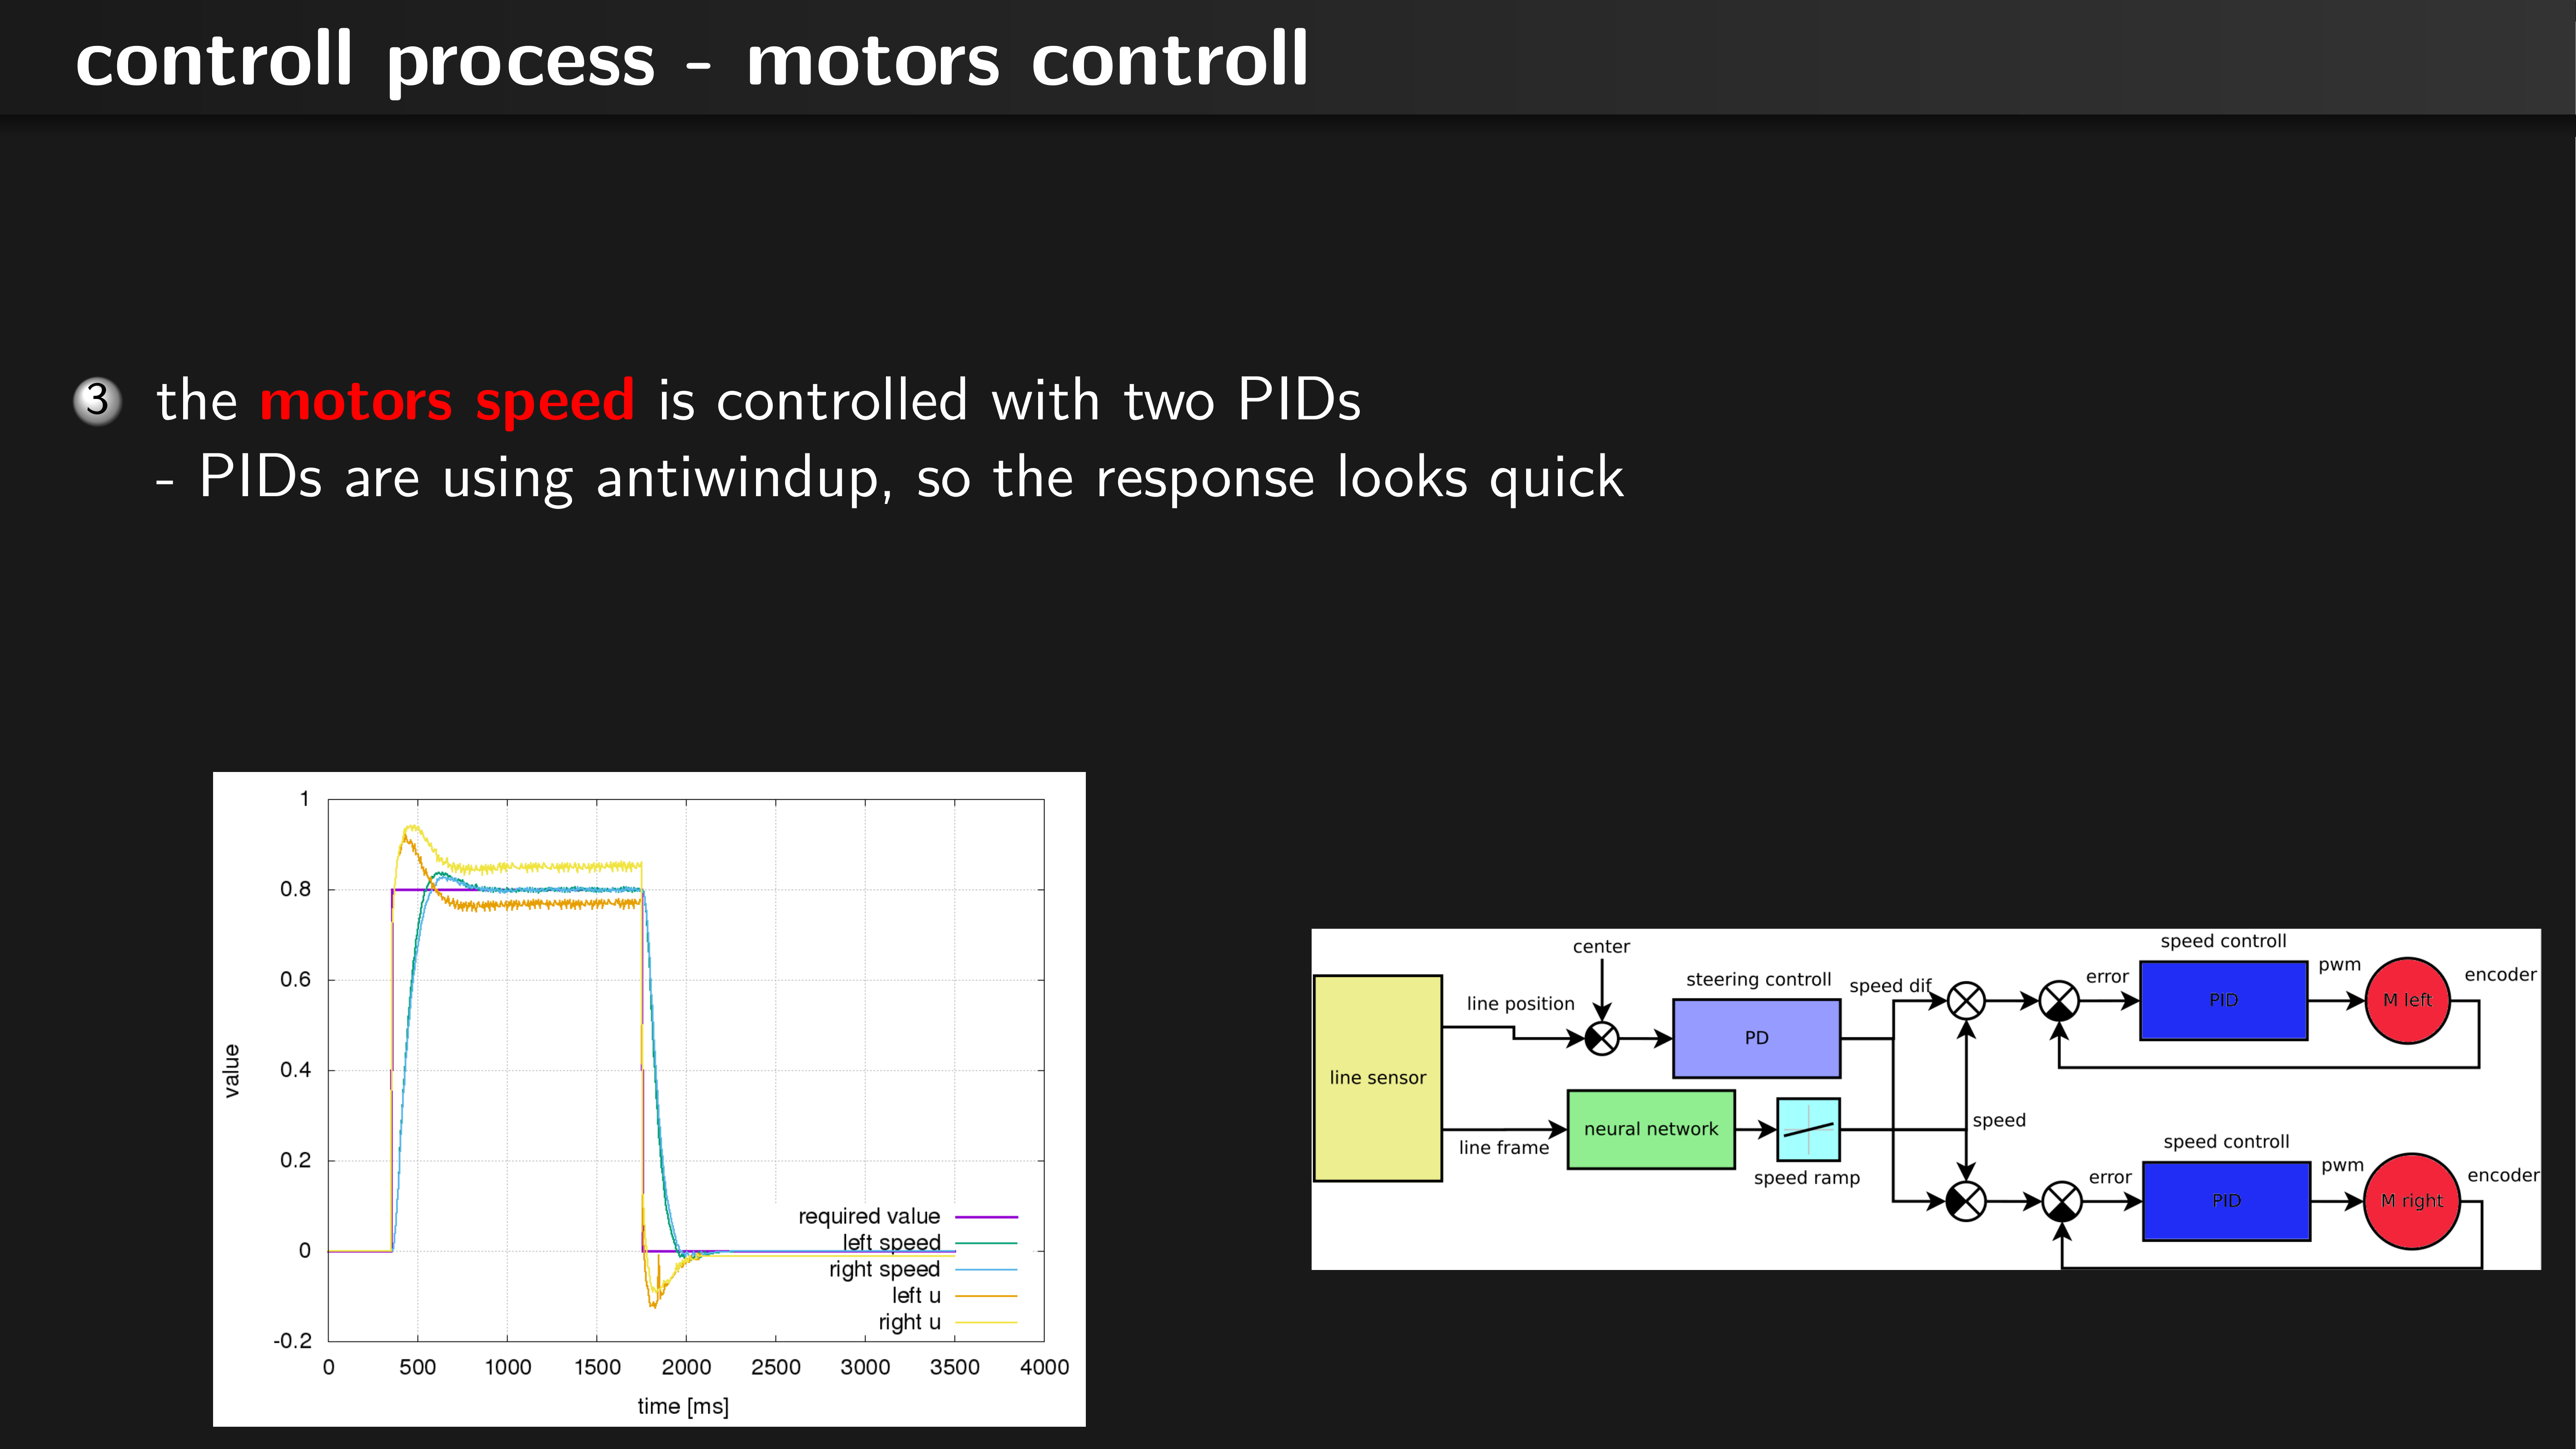 controll process - motors controll
3 the motors speed is controlled with two PIDs
- PIDs are using antiwindup, so the response looks quick
1
0.8
0.6
0.4
0.2
0
-0.2
value
required value
left speed
right speed
left u
right u
0 500 1000 1500 2000 2500 3000 3500 4000
time [ms]
center
speed controll
line position
steering controll
speed dif
error
pwm
encoder
PD
PID
M left
line sensor
neural network
line frame
speed ramp
speed
speed controll
error
pwm
encoder
PID
M right